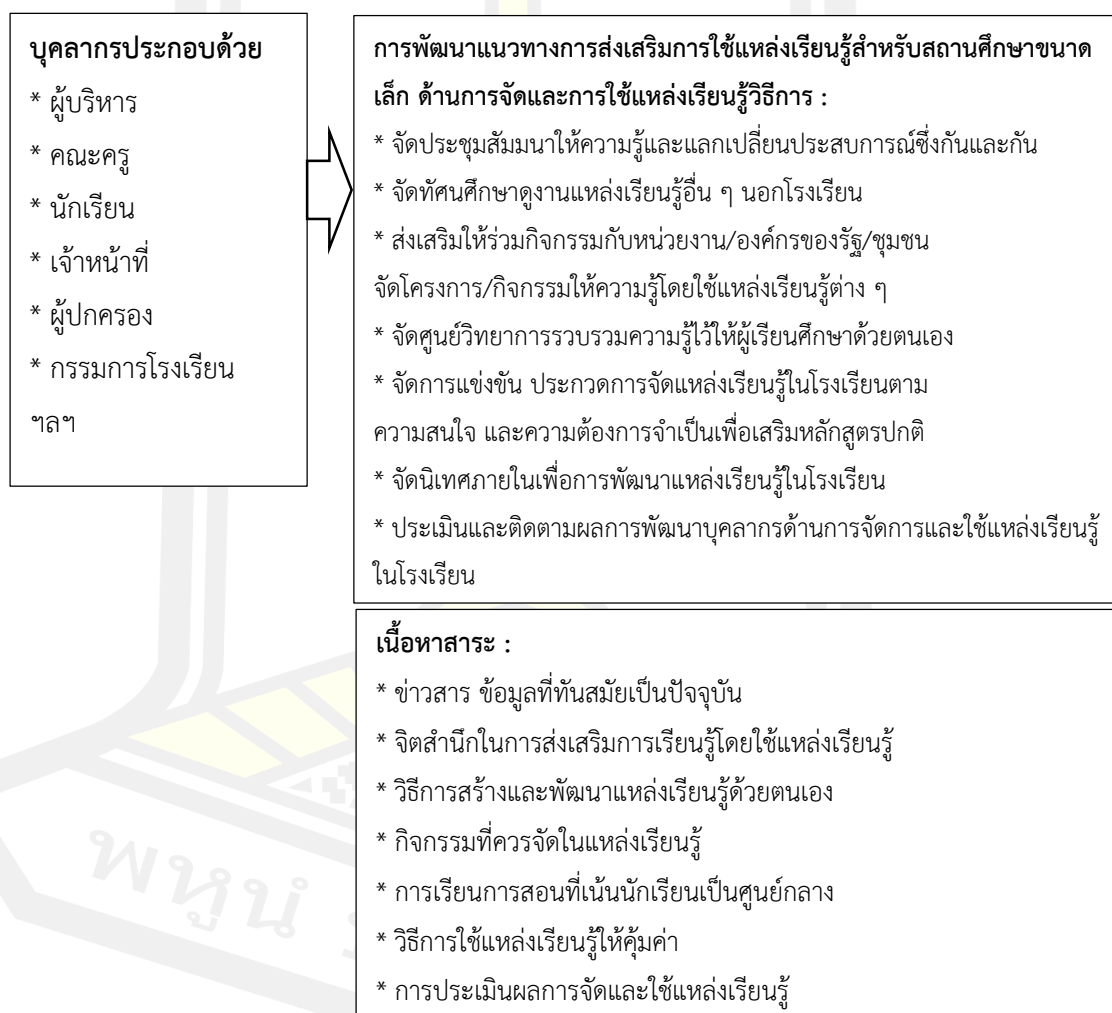 บุคลากรประกอบด้วย
* ผู้บริหาร
* คณะครู
* นักเรียน
* เจ้าหน้าที่
* ผู้ปกครอง
* กรรมการโรงเรียน
ฯลฯ
การพัฒนาแนวทางการส่งเสริมการใช้แหล่งเรียนรู้สำหรับสถานศึกษาขนาด
เล็ก ด้านการจัดและการใช้แหล่งเรียนรู้วิธีการ :
* จัดประชุมสัมมนาให้ความรู้และแลกเปลี่ยนประสบการณ์ซึ่งกันและกัน
* จัดทัศนศึกษาดูงานแหล่งเรียนรู้อื่น ๆ นอกโรงเรียน
* ส่งเสริมให้ร่วมกิจกรรมกับหน่วยงาน/องค์กรของรัฐ/ชุมชน
จัดโครงการ/กิจกรรมให้ความรู้โดยใช้แหล่งเรียนรู้ต่าง ๆ
* จัดศูนย์วิทยาการรวบรวมความรู้ไว้ให้ผู้เรียนศึกษาด้วยตนเอง
* จัดการแข่งขัน ประกวดการจัดแหล่งเรียนรู้ในโรงเรียนตาม
ความสนใจ และความต้องการจำเป็นเพื่อเสริมหลักสูตรปกติ
* จัดนิเทศภายในเพื่อการพัฒนาแหล่งเรียนรู้ในโรงเรียน
* ประเมินและติดตามผลการพัฒนาบุคลากรด้านการจัดการและใช้แหล่งเรียนรู้
ในโรงเรียน
เนื้อหาสาระ :
* ข่าวสาร ข้อมูลที่ทันสมัยเป็นปัจจุบัน
* จิตสำนึกในการส่งเสริมการเรียนรู้โดยใช้แหล่งเรียนรู้
* วิธีการสร้างและพัฒนาแหล่งเรียนรู้ด้วยตนเอง
* กิจกรรมที่ควรจัดในแหล่งเรียนรู้
* การเรียนการสอนที่เน้นนักเรียนเป็นศูนย์กลาง
* วิธีการใช้แหล่งเรียนรู้ให้คุ้มค่า
* การประเมินผลการจัดและใช้แหล่งเรียนรู้
พหูนํ